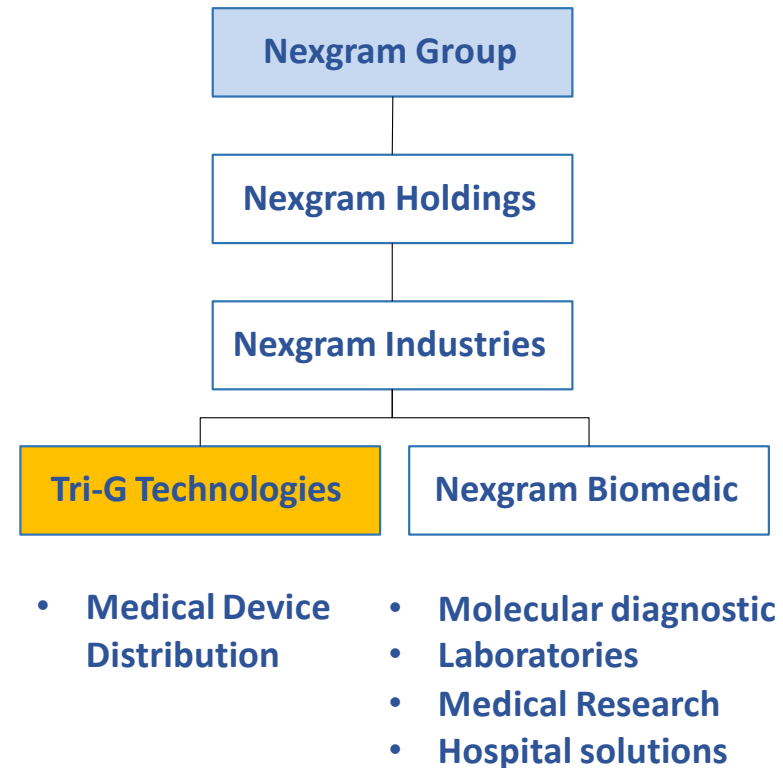 Nexgram Group
Nexgram Holdings
Nexgram Industries
Tri-G Technologies
Nexgram Biomedic
• Medical Device
Distribution
• Molecular diagnostic
• Laboratories
• Medical Research
• Hospital solutions